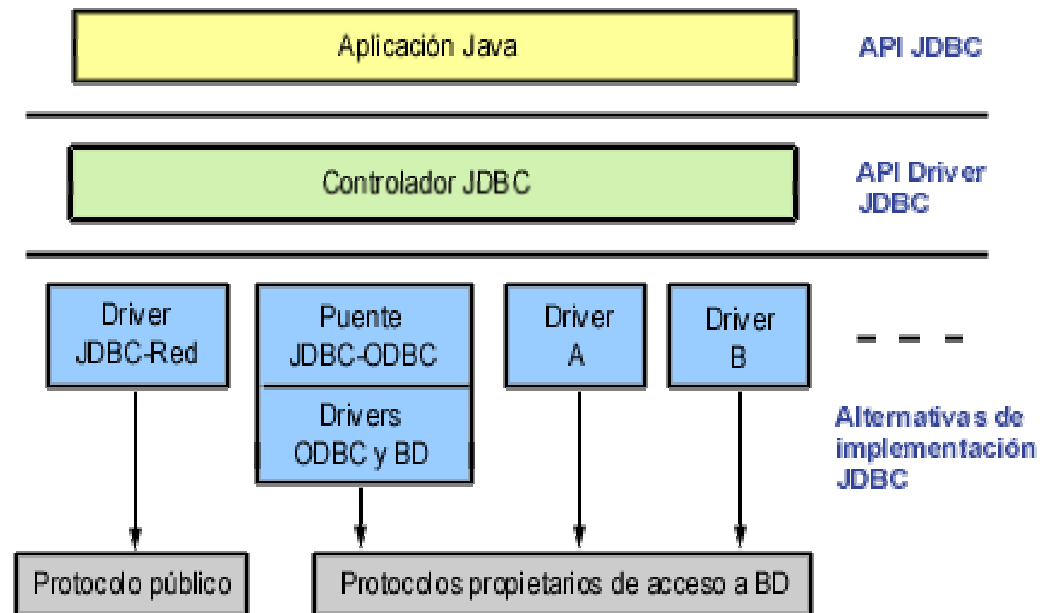 Aplicación Java
API JDBC
Controlador JDBC
API Driver
JDBC
Driver
JDBC-Red
Puente
JDBC-ODBC
Drivers
ODBC y BD
Driver
A
Driver
B
Alternativas de
implementación
JDBC
Protocolo público
Protocolos propietarios de acceso a BD